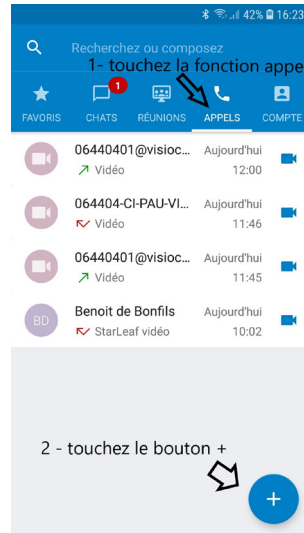 42% 16:23
Recherchez ou composez
1- touchez la fonction appe
1
FAVORIS CHATS RÉUNIONS APPELS COMPTE
06440401@visioc... Aujourd'hui
Vidéo 12:00
064404-CI-PAU-VI... Aujourd'hui
Vidéo 11:46
06440401@visioc... Aujourd'hui
Vidéo 11:45
BD Benoit de Bonfils Aujourd'hui
StarLeaf vidéo 10:02
2 - touchez le bouton +
+